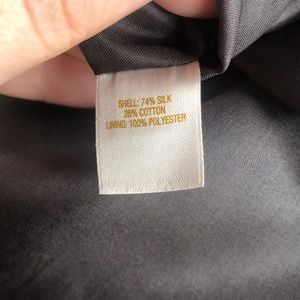 SHELL: 74% SILK
26% COTTON
LINING: 100% POLYESTER